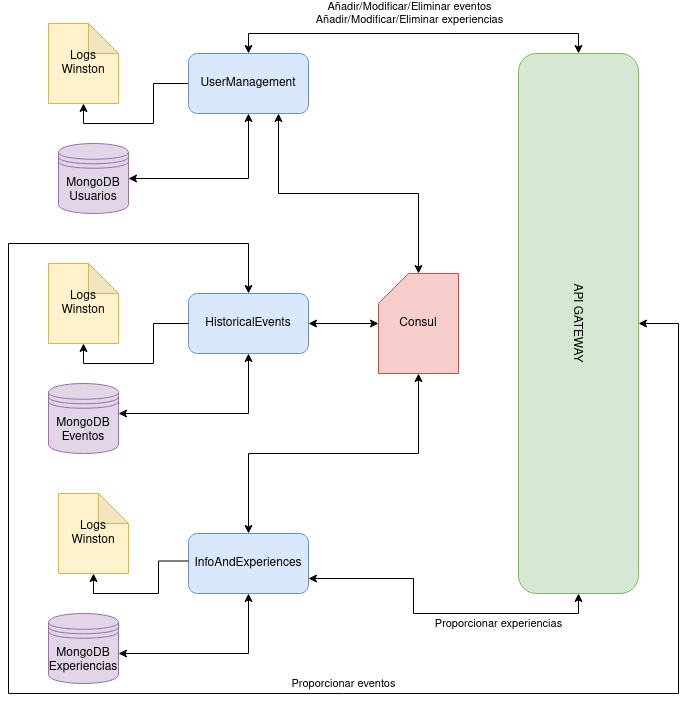 Añadir/Modificar/Eliminar eventos
Añadir/Modificar/Eliminar experiencias
Logs
Winston
UserManagement
MongoDB
Usuarios
Logs
Winston
HistoricalEvents
Consul
API GATEWAY
MongoDB
Eventos
Logs
Winston
InfoAndExperiences
Proporcionar experiencias
MongoDB
Experiencias
Proporcionar eventos